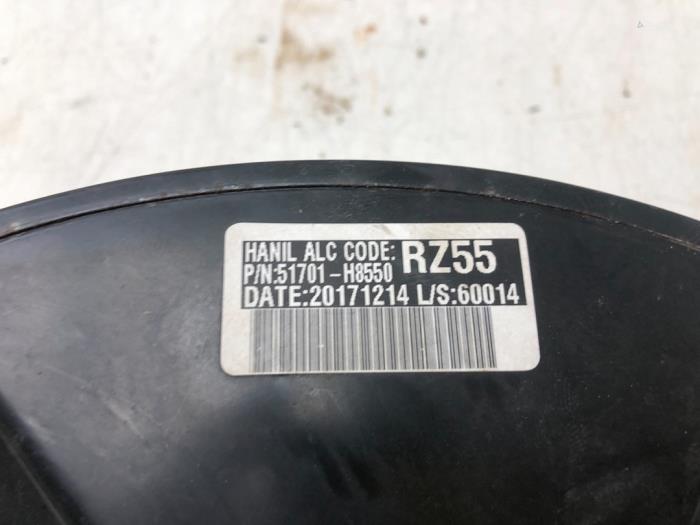 HANIL ALC CODE: RZ55
P/N:51701-H8550
DATE:20171214 L/S:60014